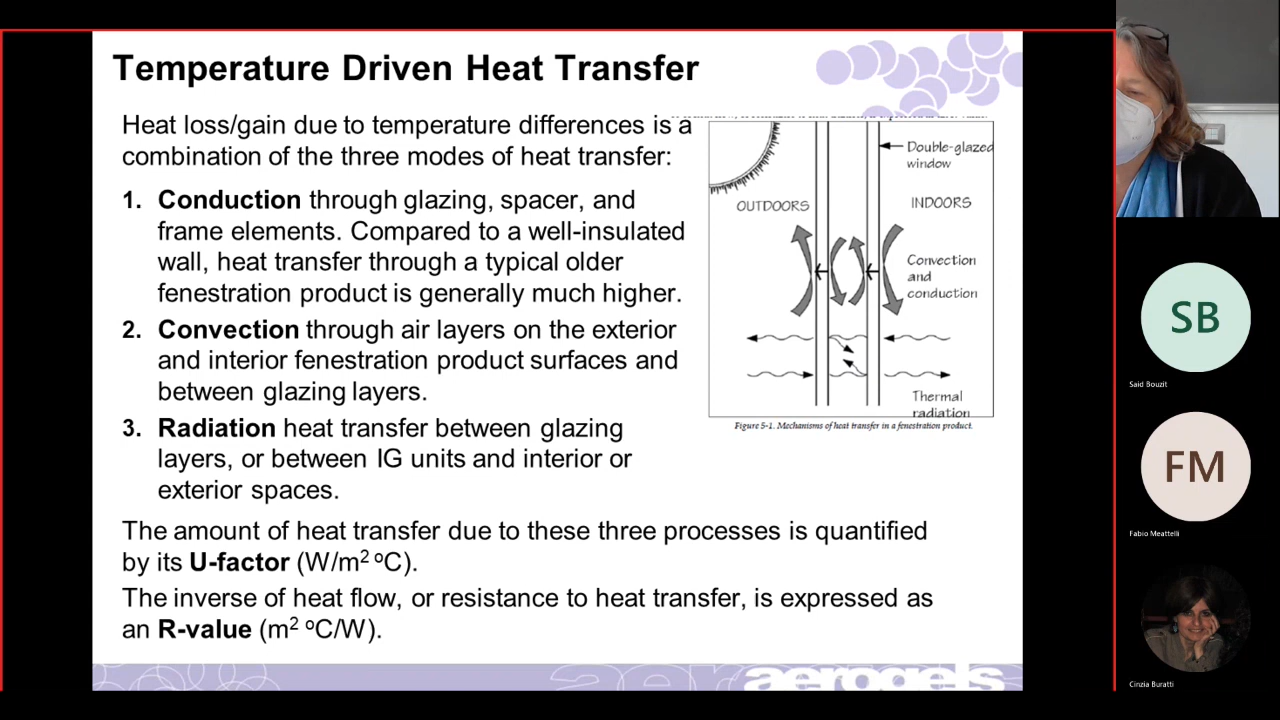 Temperature Driven Heat Transfer
Heat loss/gain due to temperature differences is a
combination of the three modes of heat transfer:
1. Conduction through glazing, spacer, and
frame elements. Compared to a well-insulated
wall, heat transfer through a typical older
fenestration product is generally much higher.
2. Convection through air layers on the exterior
and interior fenestration product surfaces and
between glazing layers.
3. Radiation heat transfer between glazing
layers, or between IG units and interior or
exterior spaces.
The amount of heat transfer due to these three processes is quantified
by its U-factor (W/m² ºC).
The inverse of heat flow, or resistance to heat transfer, is expressed as
an R-value (m² ºC/W).
Double-glazed
window
OUTDOORS
INDOORS
Convection
and
conduction
Thermal
radiation
Figure 5-1. Mechanisms of heat transfer in a fenestration product.
aerogels
SB
Said Bouzit
FM
Fabio Meattelli
Cinzia Buratti